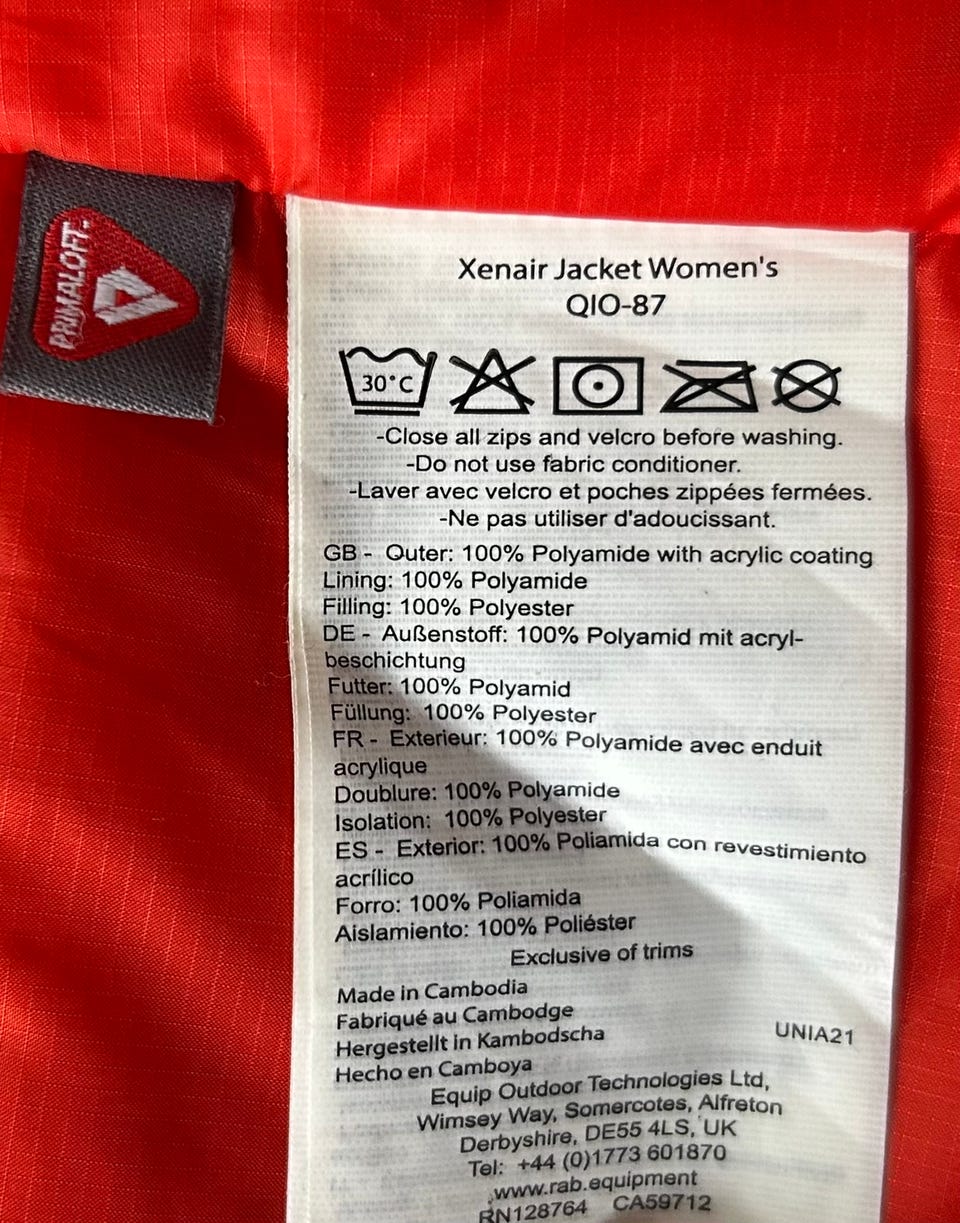 PRIMALOFT
Xenair Jacket Women's
QIO-87
30°C
-Close all zips and velcro before washing.
-Do not use fabric conditioner.
-Laver avec velcro et poches zippées fermées.
-Ne pas utiliser d'adoucissant.
GB - Outer: 100% Polyamide with acrylic coating
Lining: 100% Polyamide
Filling: 100% Polyester
DE - Außenstoff: 100% Polyamid mit acryl-
beschichtung
Futter: 100% Polyamid
Füllung: 100% Polyester
FR - Exterieur: 100% Polyamide avec enduit
acrylique
Doublure: 100% Polyamide
Isolation: 100% Polyester
ES - Exterior: 100% Poliamida con revestimiento
acrílico
Forro: 100% Poliamida
Aislamiento: 100% Poliéster
Exclusive of trims
Made in Cambodia
Fabriqué au Cambodge
Hergestellt in Kambodscha
UNIA21
Hecho en Camboya
Equip Outdoor Technologies Ltd,
Wimsey Way, Somercotes, Alfreton
Derbyshire, DE55 4LS, UK
Tel: +44 (0)1773 601870
www.rab.equipment
RN128764 CA59712